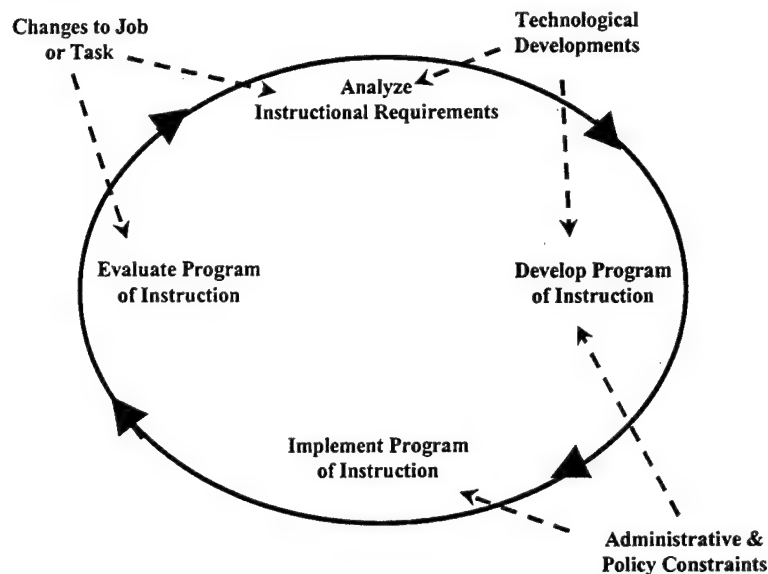 Changes to Job
or Task
Technological
Developments
Analyze
Instructional Requirements
Evaluate Program
of Instruction
Develop Program
of Instruction
Implement Program
of Instruction
Administrative &
Policy Constraints